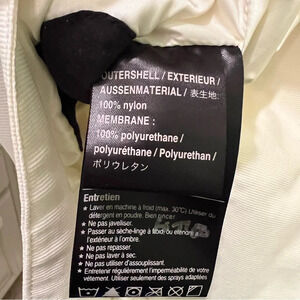 OUTERSHELL / EXTERIEUR /
AUSSENMATERIAL / 表生地:
100% nylon
MEMBRANE :
100% polyurethane /
polyuréthane / Polyurethan /
ポリウレタン
Entretien
• Laver en machine à froid (max. 30°C) Utiliser du
détergent en poudre. Bien rincer.
• Ne pas javeliser.
• Passer au sèche-linge à faible ou étendre à
l'extérieur à l'ombre.
• Ne pas repasser.
• Ne pas laver à sec.
• Ne pas utiliser d'assouplissant.
• Entretenir régulièrement l'imperméabilité de votre
vêtement. Utiliser seulement des sprays adaptés